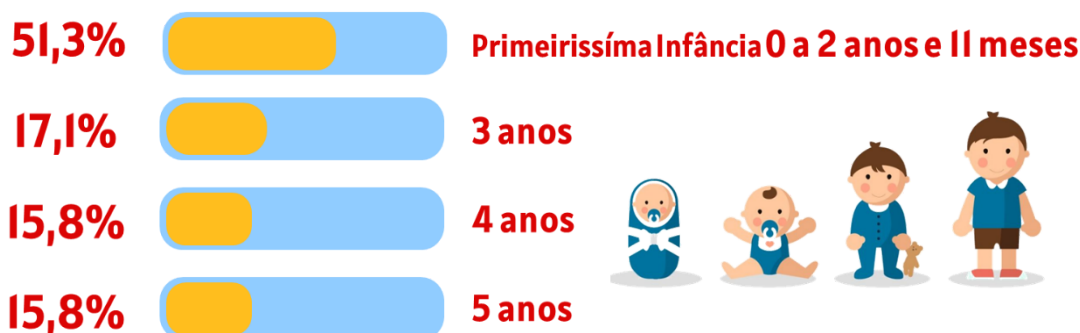 51,3% Primeirissíma Infância 0 a 2 anos e 11 meses
17,1% 3 anos
15,8% 4 anos
15,8% 5 anos